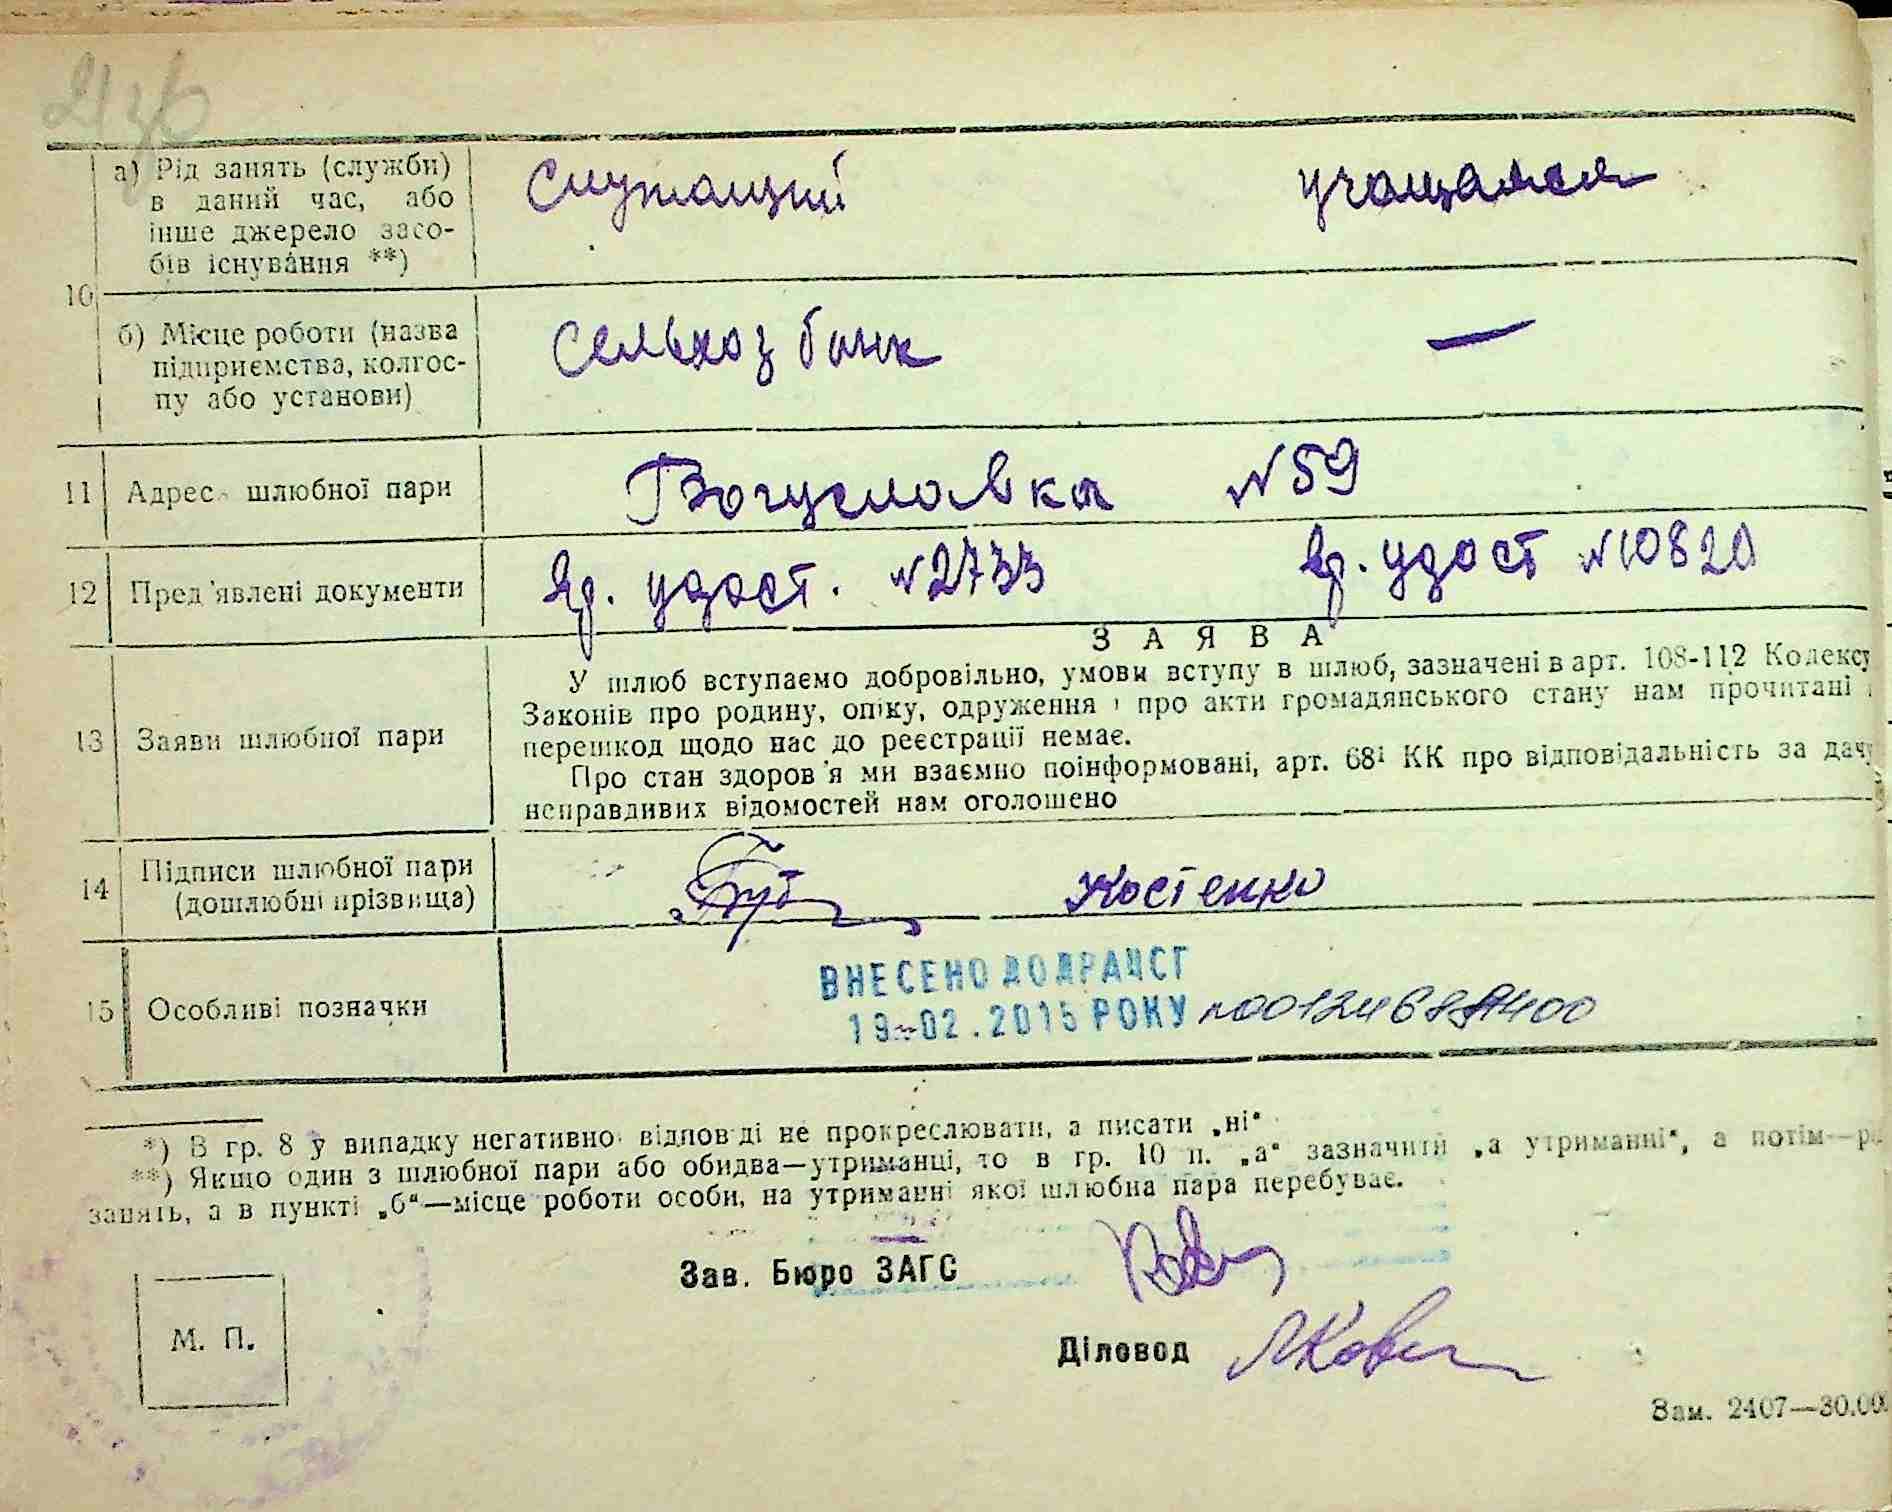 а) Рід занять (служби)
в даний час, або
інше джерело засо-
бів існування **)
Служащий
учащаяся
10
б) Місце роботи (назва
підприємства, колгос-
пу або установи)
Сельхозбанк
—
11
Адрес шлюбної пари
Богуславка №59
12
Пред'явлені документи
Вр. удост. №2733
Вр. удост №10820
ЗАЯВА
13
Заяви шлюбної пари
У шлюб вступаємо добровільно, умови вступу в шлюб, зазначені в арт. 108-112 Кодексу
Законів про родину, опіку, одруження і про акти громадянського стану нам прочитані
перешкод щодо нас до реєстрації немає.
Про стан здоров'я ми взаємно поінформовані, арт. 68¹ КК про відповідальність за дачу
неправдивих відомостей нам оголошено
14
Підписи шлюбної пари
(дошлюбні прізвища)
Костенко
15
Особливі позначки
ВНЕСЕНО ДО ДРАЦСГ
19-02.2015 РОКУ
*) В гр. 8 у випадку негативної відповіді не прокреслювати, а писати „ні“
**) Якщо один з шлюбної пари або обидва—утриманці, то в гр. 10 п. „а“ зазначити „а утриманні“, а потім—
занять, а в пункті „б“—місце роботи особи, на утриманні якої шлюбна пара перебуває.
Зав. Бюро ЗАГС
М. П.
Діловод
Зам. 2407—30.00